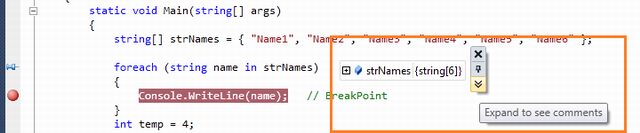 static void Main(string[] args)
{
string[] strNames = { "Name1", "Name2", "Name3", "Name4", "Name5", "Name6" };
foreach (string name in strNames)
strNames {string[6]}
{
Console.WriteLine(name); // BreakPoint
Expand to see comments
}
int temp = 4;